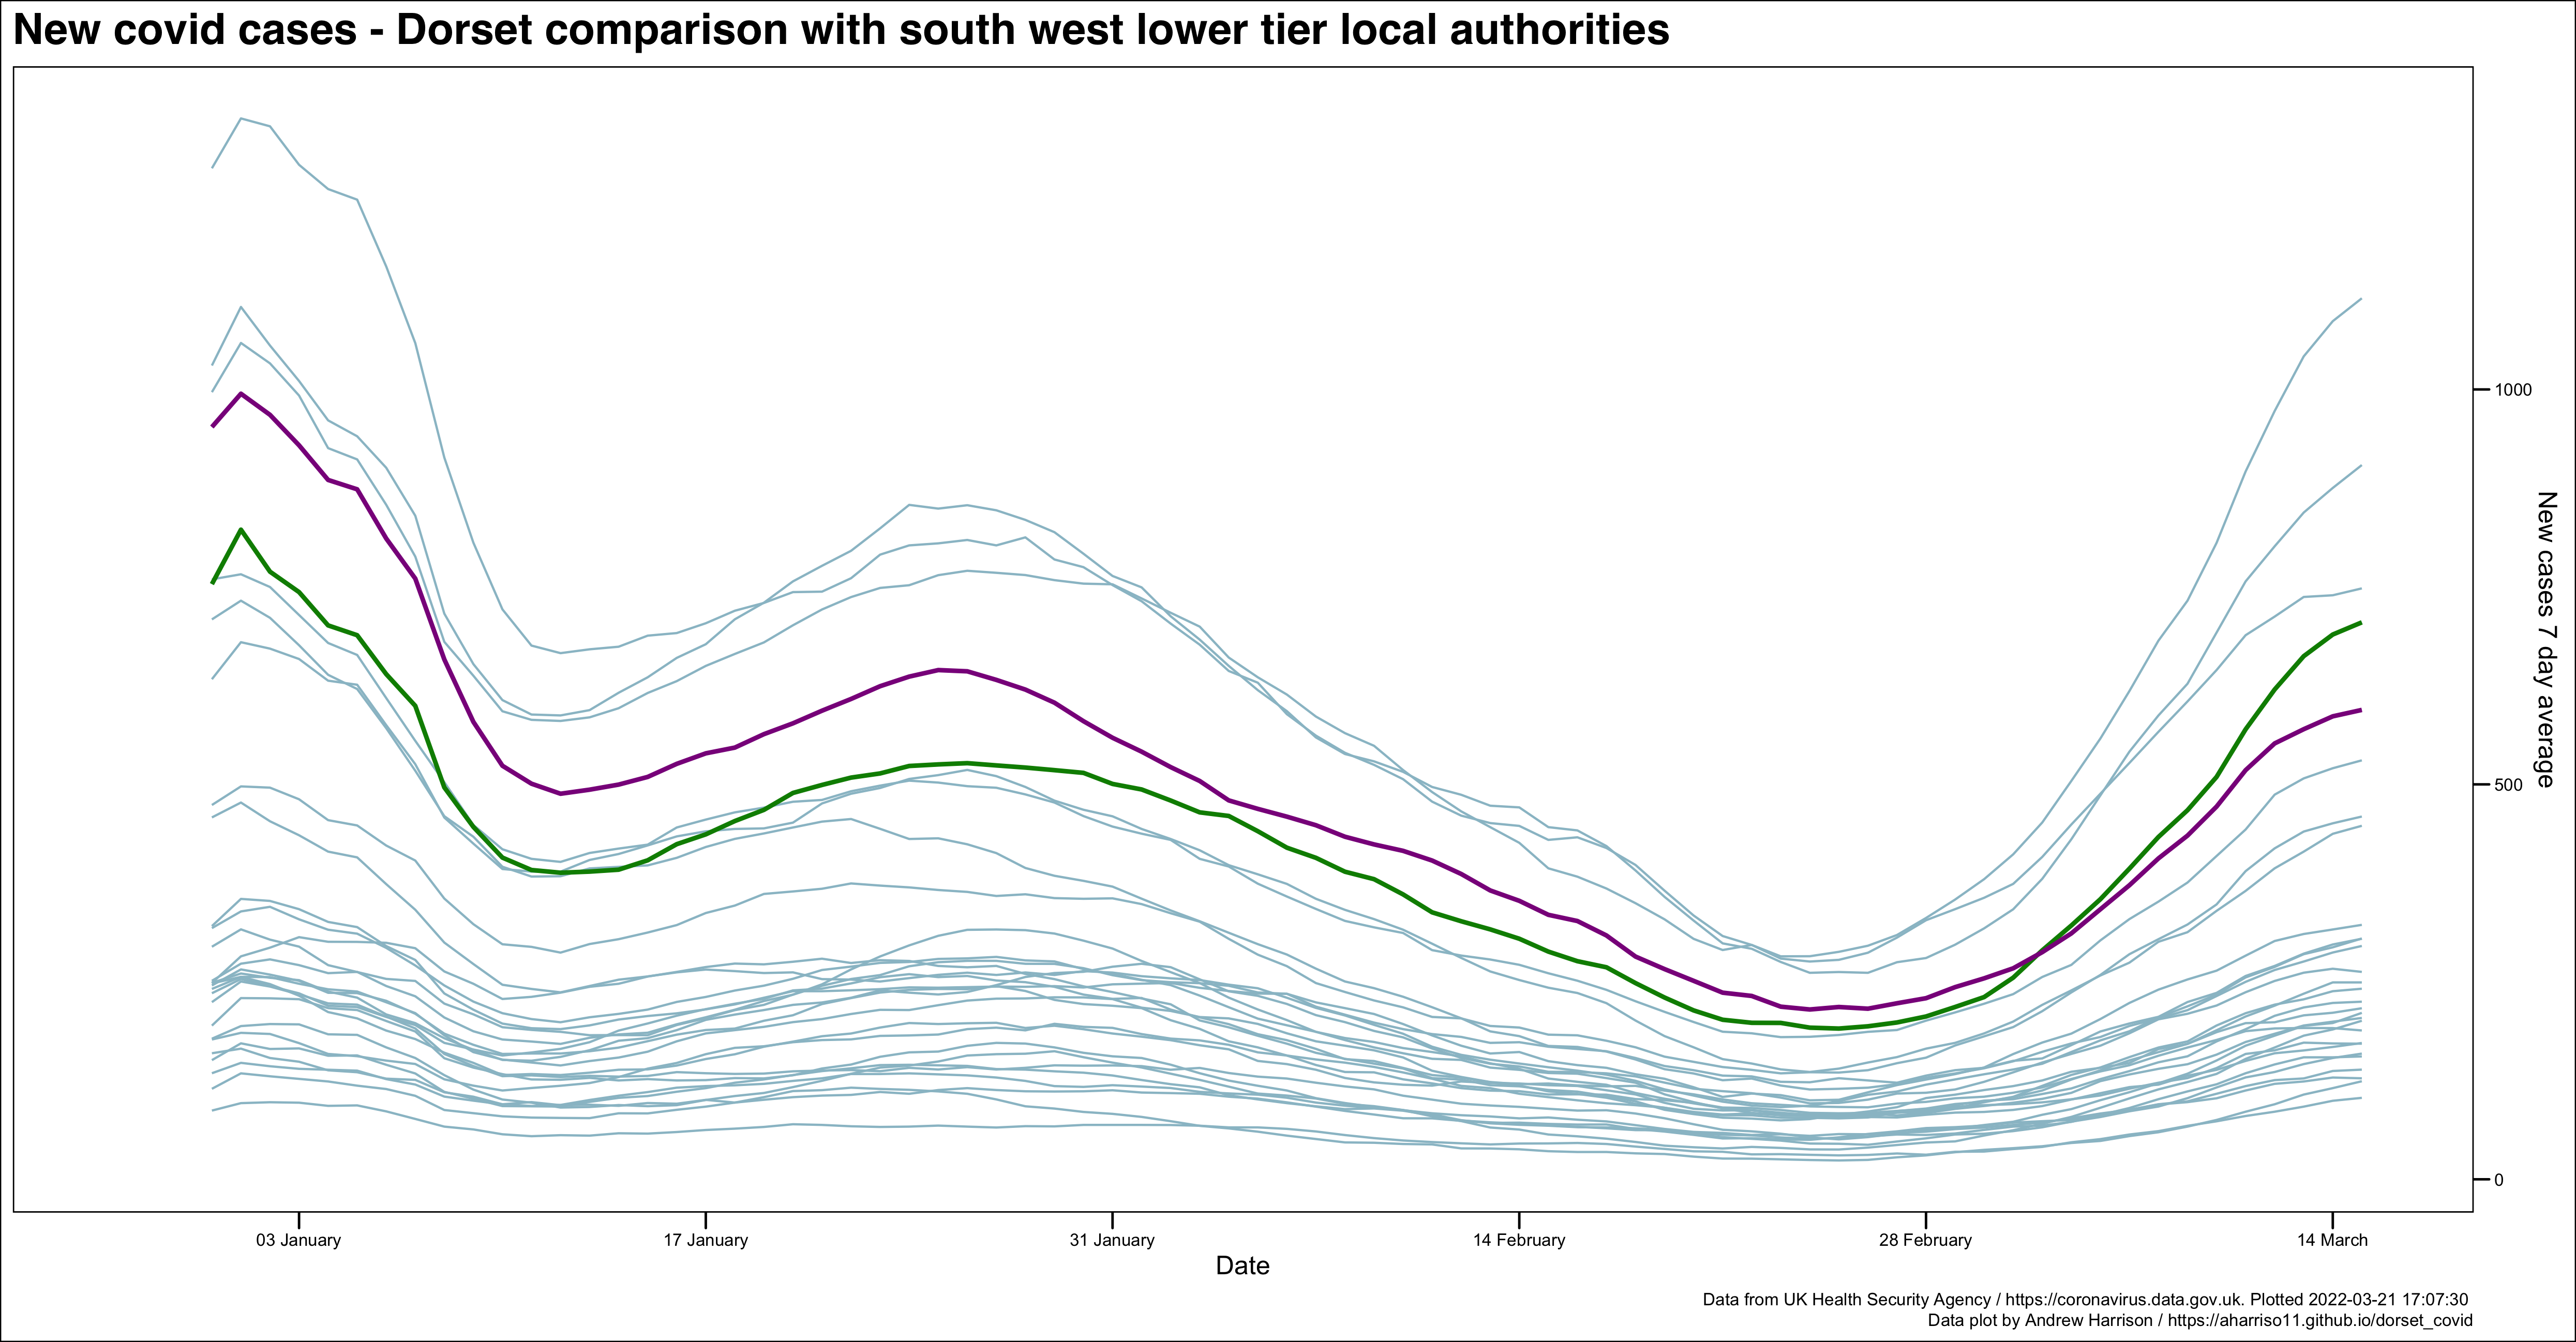 New covid cases - Dorset comparison with south west lower tier local authorities
1000
500
0
New cases 7 day average
03 January
17 January
31 January
14 February
28 February
14 March
Date
Data from UK Health Security Agency / https://coronavirus.data.gov.uk. Plotted 2022-03-21 17:07:30
Data plot by Andrew Harrison / https://aharriso11.github.io/dorset_covid